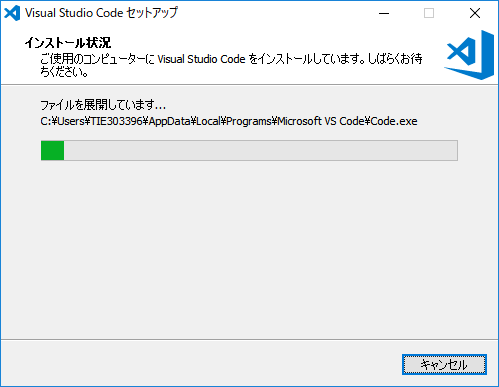 Visual Studio Code セットアップ
インストール状況
ご使用のコンピューターに Visual Studio Code をインストールしています。しばらくお待
ちください。
ファイルを展開しています...
C:¥Users¥TIE303396¥AppData¥Local¥Programs¥Microsoft VS Code¥Code.exe
キャンセル